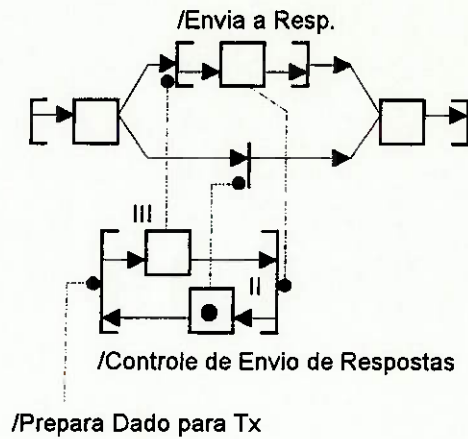 /Envia a Resp.
III
II
/Controle de Envio de Respostas
/Prepara Dado para Tx